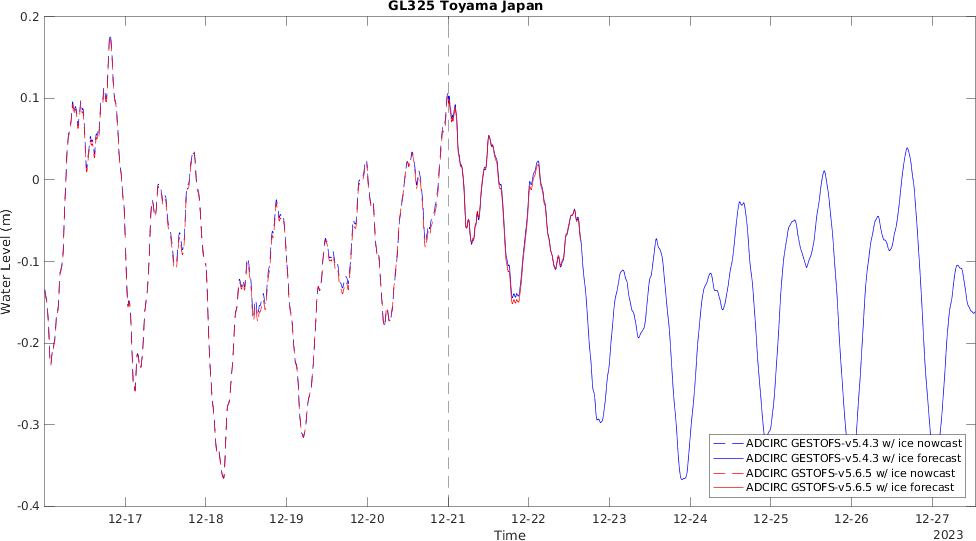 GL325 Toyama Japan
0.2
0.1
0
-0.1
-0.2
-0.3
-0.4
Water Level (m)
12-17 12-18 12-19 12-20 12-21 12-22 12-23 12-24 12-25 12-26 12-27
Time
2023
ADCIRC GESTOFS-v5.4.3 w/ ice nowcast
ADCIRC GESTOFS-v5.4.3 w/ ice forecast
ADCIRC GSTOFS-v5.6.5 w/ ice nowcast
ADCIRC GSTOFS-v5.6.5 w/ ice forecast